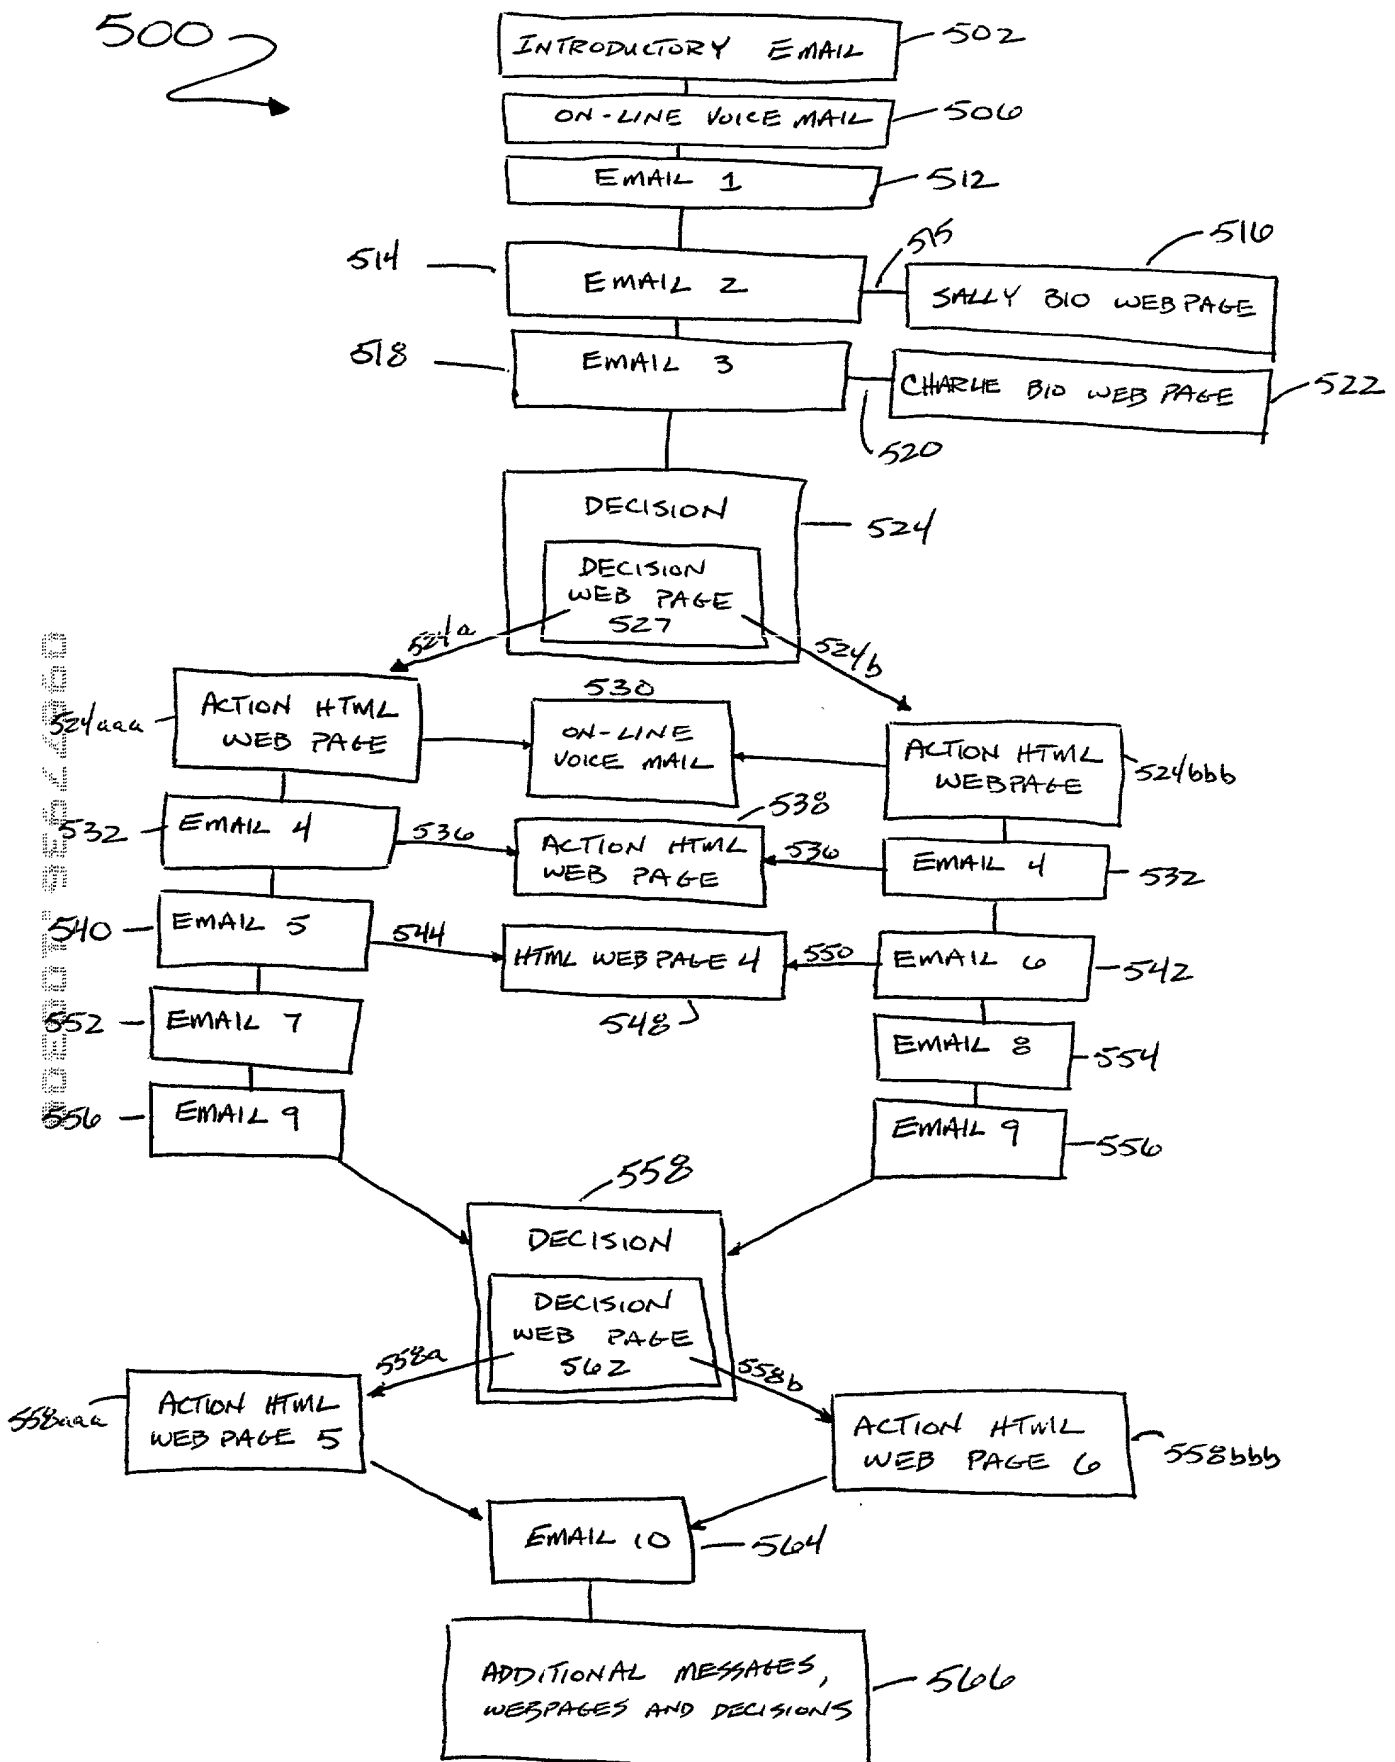 500
INTRODUCTORY EMAIL
502
ON-LINE VOICE MAIL
506
EMAIL 1
512
514
EMAIL 2
515
516
SALLY BIO WEBPAGE
518
EMAIL 3
520
CHARLIE BIO WEB PAGE
522
DECISION
524
DECISION
WEB PAGE
527
524a
524b
524aaa
ACTION HTML
WEB PAGE
530
ON-LINE
VOICE MAIL
ACTION HTML
WEBPAGE
524bbb
532
EMAIL 4
536
538
ACTION HTML
WEB PAGE
536
EMAIL 4
532
540
EMAIL 5
544
HTML WEBPAGE 4
548
550
EMAIL 6
542
552
EMAIL 7
EMAIL 8
554
556
EMAIL 9
EMAIL 9
556
558
DECISION
DECISION
WEB PAGE
562
558a
558b
558aaa
ACTION HTML
WEB PAGE 5
ACTION HTML
WEB PAGE 6
558bbb
EMAIL 10
564
ADDITIONAL MESSAGES,
WEBPAGES AND DECISIONS
566